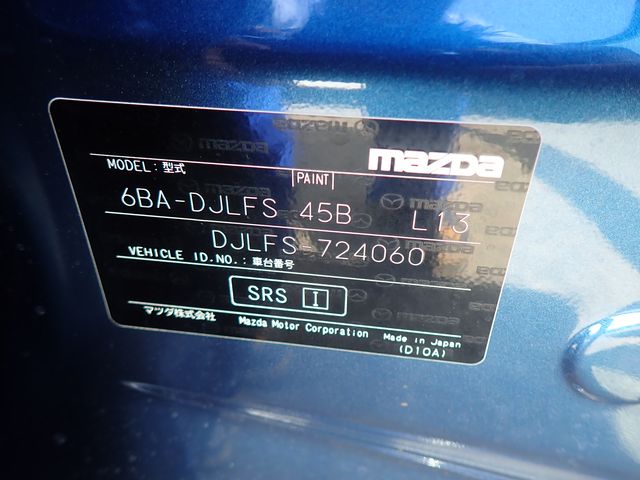 mazda
MODEL:型式
PAINT
6BA-DJLFS 45B L13
DJLFS-724060
VEHICLE ID.NO.:車台番号
SRS I
マツダ株式会社 Mazda Motor Corporation Made in Japan
(D10A)